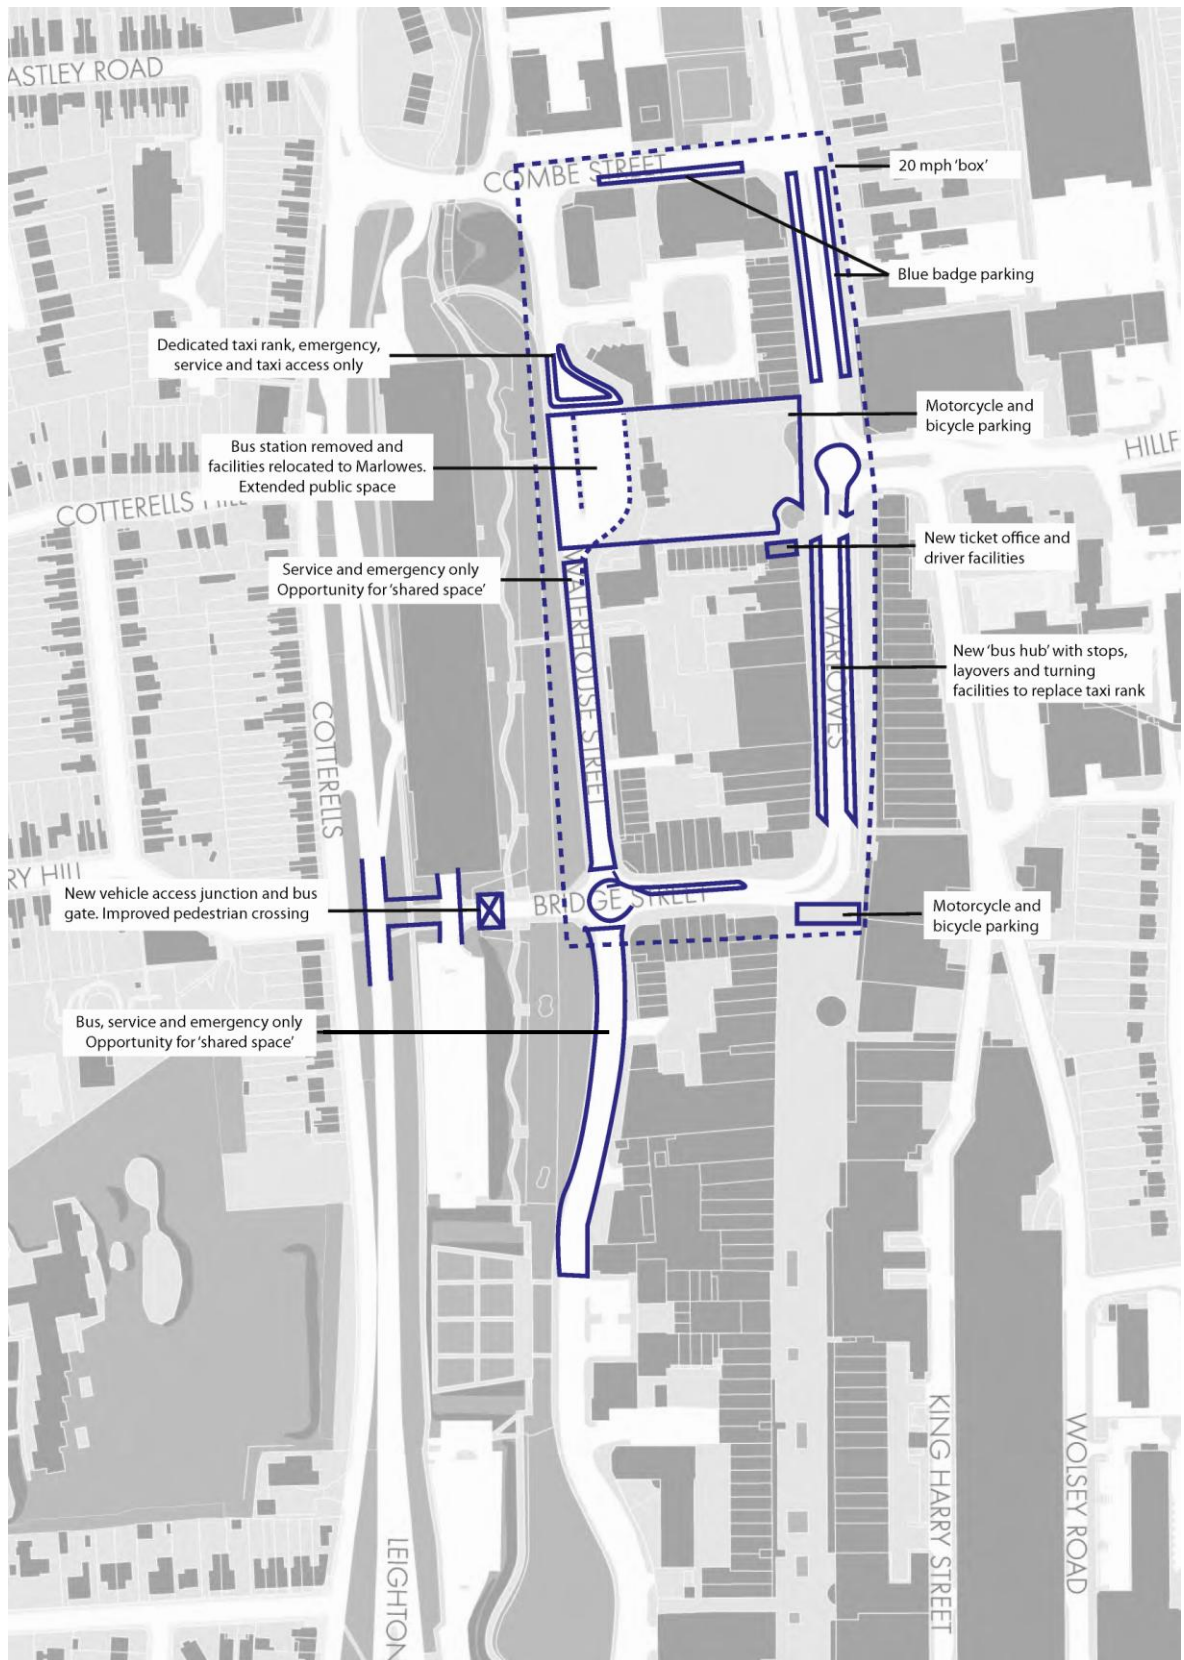 ASTLEY ROAD
COMBE STREET
20 mph ‘box’
Blue badge parking
Dedicated taxi rank, emergency,
service and taxi access only
Motorcycle and
bicycle parking
Bus station removed and
facilities relocated to Marlowes.
Extended public space
HILLF
COTTERELLS HILL
New ticket office and
driver facilities
Service and emergency only
Opportunity for ‘shared space’
WATERHOUSE STREET
MARLOWES
New ‘bus hub’ with stops,
layovers and turning
facilities to replace taxi rank
COTTERELLS
RY HILL
New vehicle access junction and bus
gate. Improved pedestrian crossing
BRIDGE STREET
Motorcycle and
bicycle parking
Bus, service and emergency only
Opportunity for ‘shared space’
KING HARRY STREET
WOLSEY ROAD
LEIGHTON